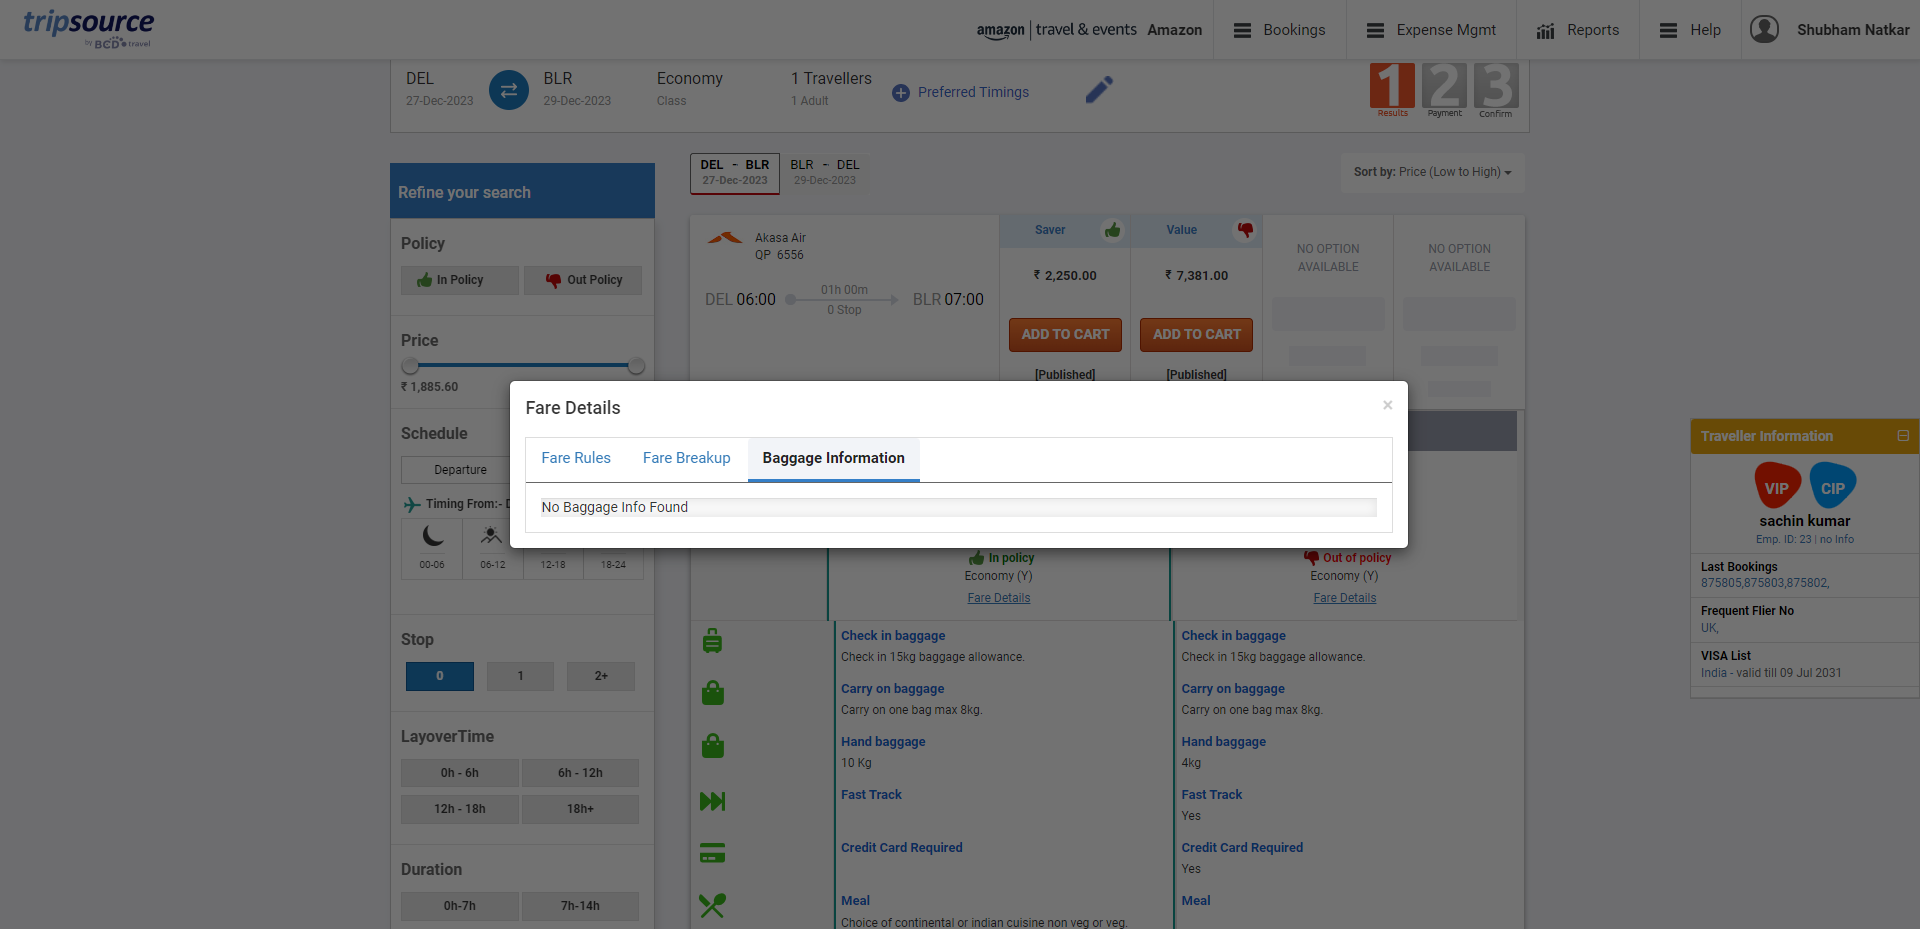 tripsource
by BCD travel
amazon | travel & events Amazon
Bookings
Expense Mgmt
Reports
Help
Shubham Natkar
DEL
27-Dec-2023
BLR
29-Dec-2023
Economy
Class
1 Travellers
1 Adult
Preferred Timings
1 2 3
Results Payment Confirm
DEL - BLR
27-Dec-2023
BLR - DEL
29-Dec-2023
Sort by: Price (Low to High)
Refine your search
Policy
In Policy
Out Policy
Price
₹ 1,885.60
Schedule
Departure
Timing From:- D
00-06
06-12
12-18
18-24
Stop
0
1
2+
LayoverTime
0h - 6h
6h - 12h
12h - 18h
18h+
Duration
0h-7h
7h-14h
Akasa Air
QP 6556
DEL 06:00
01h 00m
0 Stop
BLR 07:00
Saver
₹ 2,250.00
ADD TO CART
[Published]
Value
₹ 7,381.00
ADD TO CART
[Published]
NO OPTION
AVAILABLE
NO OPTION
AVAILABLE
Fare Details
×
Fare Rules
Fare Breakup
Baggage Information
No Baggage Info Found
In policy
Economy (Y)
Fare Details
Out of policy
Economy (Y)
Fare Details
Check in baggage
Check in 15kg baggage allowance.
Check in baggage
Check in 15kg baggage allowance.
Carry on baggage
Carry on one bag max 8kg.
Carry on baggage
Carry on one bag max 8kg.
Hand baggage
10 Kg
Hand baggage
4kg
Fast Track
Fast Track
Yes
Credit Card Required
Credit Card Required
Yes
Meal
Choice of continental or indian cuisine non veg or veg.
Meal
Traveller Information
VIP
CIP
sachin kumar
Emp. ID: 23 | no Info
Last Bookings
875805,875803,875802,
Frequent Flier No
UK,
VISA List
India - valid till 09 Jul 2031